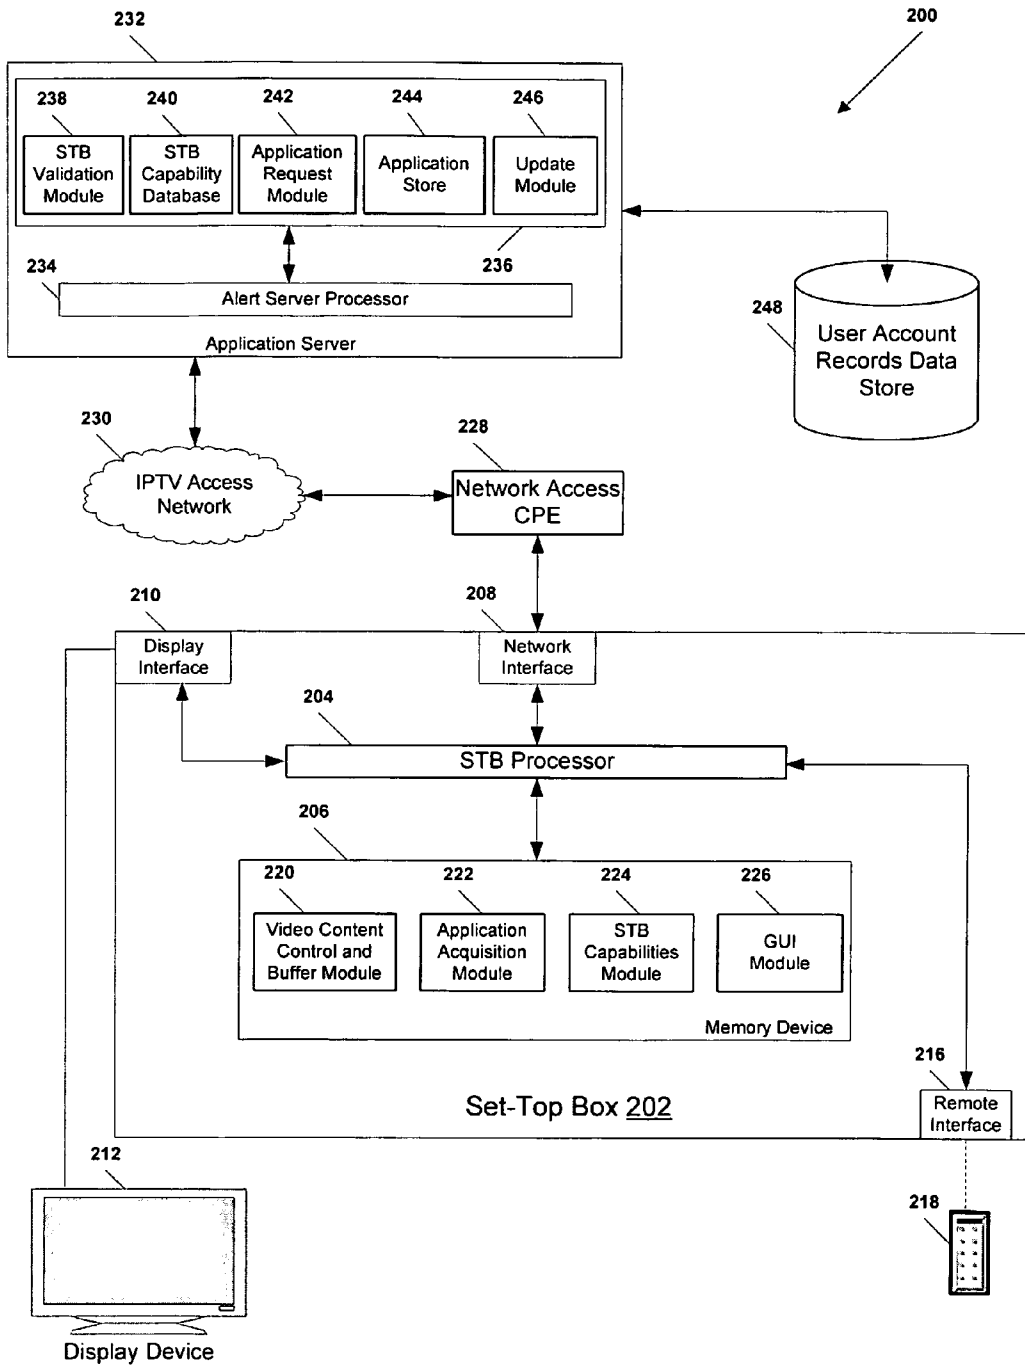 232
200
238
240
242
244
246
STB
Validation
Module
STB
Capability
Database
Application
Request
Module
Application
Store
Update
Module
236
234
Alert Server Processor
Application Server
248
User Account
Records Data
Store
230
IPTV Access
Network
228
Network Access
CPE
210
208
Display
Interface
Network
Interface
204
STB Processor
206
220
222
224
226
Video Content
Control and
Buffer Module
Application
Acquisition
Module
STB
Capabilities
Module
GUI
Module
Memory Device
216
Set-Top Box 202
Remote
Interface
212
218
Display Device